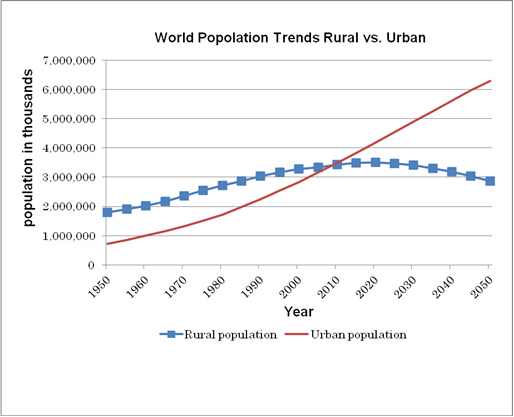 World Popolation Trends Rural vs. Urban
population in thousands
7,000,000
6,000,000
5,000,000
4,000,000
3,000,000
2,000,000
1,000,000
0
1950 1960 1970 1980 1990 2000 2010 2020 2030 2040 2050
Year
Rural population Urban population